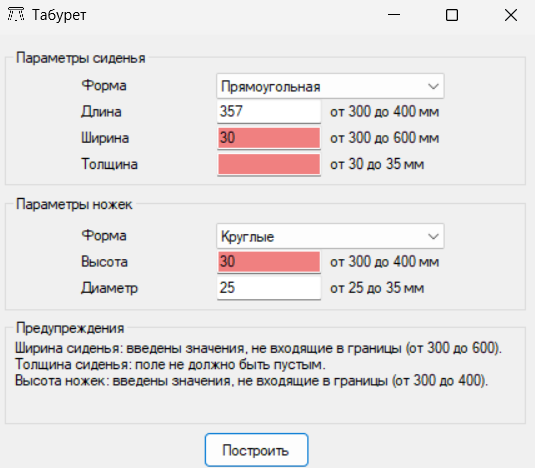 Табурет
Параметры сиденья
Форма Прямоугольная
Длина 357 от 300 до 400 мм
Ширина 30 от 300 до 600 мм
Толщина от 30 до 35 мм
Параметры ножек
Форма Круглые
Высота 30 от 300 до 400 мм
Диаметр 25 от 25 до 35 мм
Предупреждения
Ширина сиденья: введены значения, не входящие в границы (от 300 до 600).
Толщина сиденья: поле не должно быть пустым.
Высота ножек: введены значения, не входящие в границы (от 300 до 400).
Построить